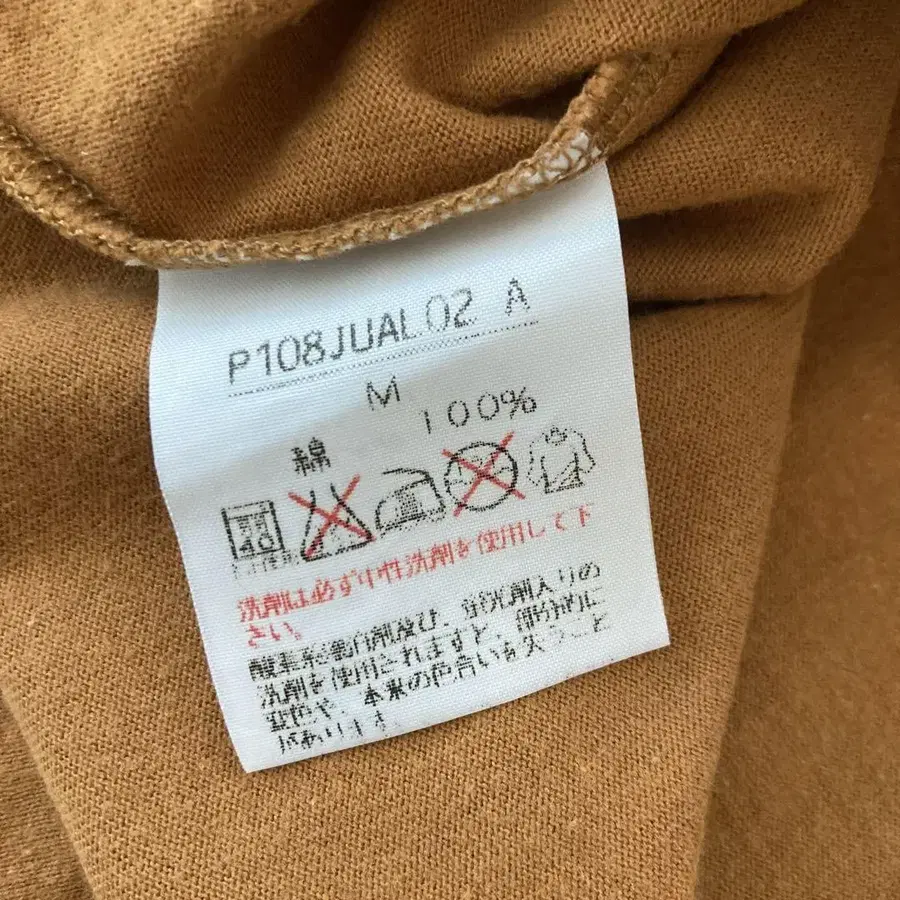 P108JUAL02 A
M
綿 100%
40
洗剤は必ず中性洗剤を使用して下
さい。
酸素系漂白剤及び、蛍光剤入りの
洗剤を使用されますと、部分的に
変色や、本来の色合いを失うこと
があります。